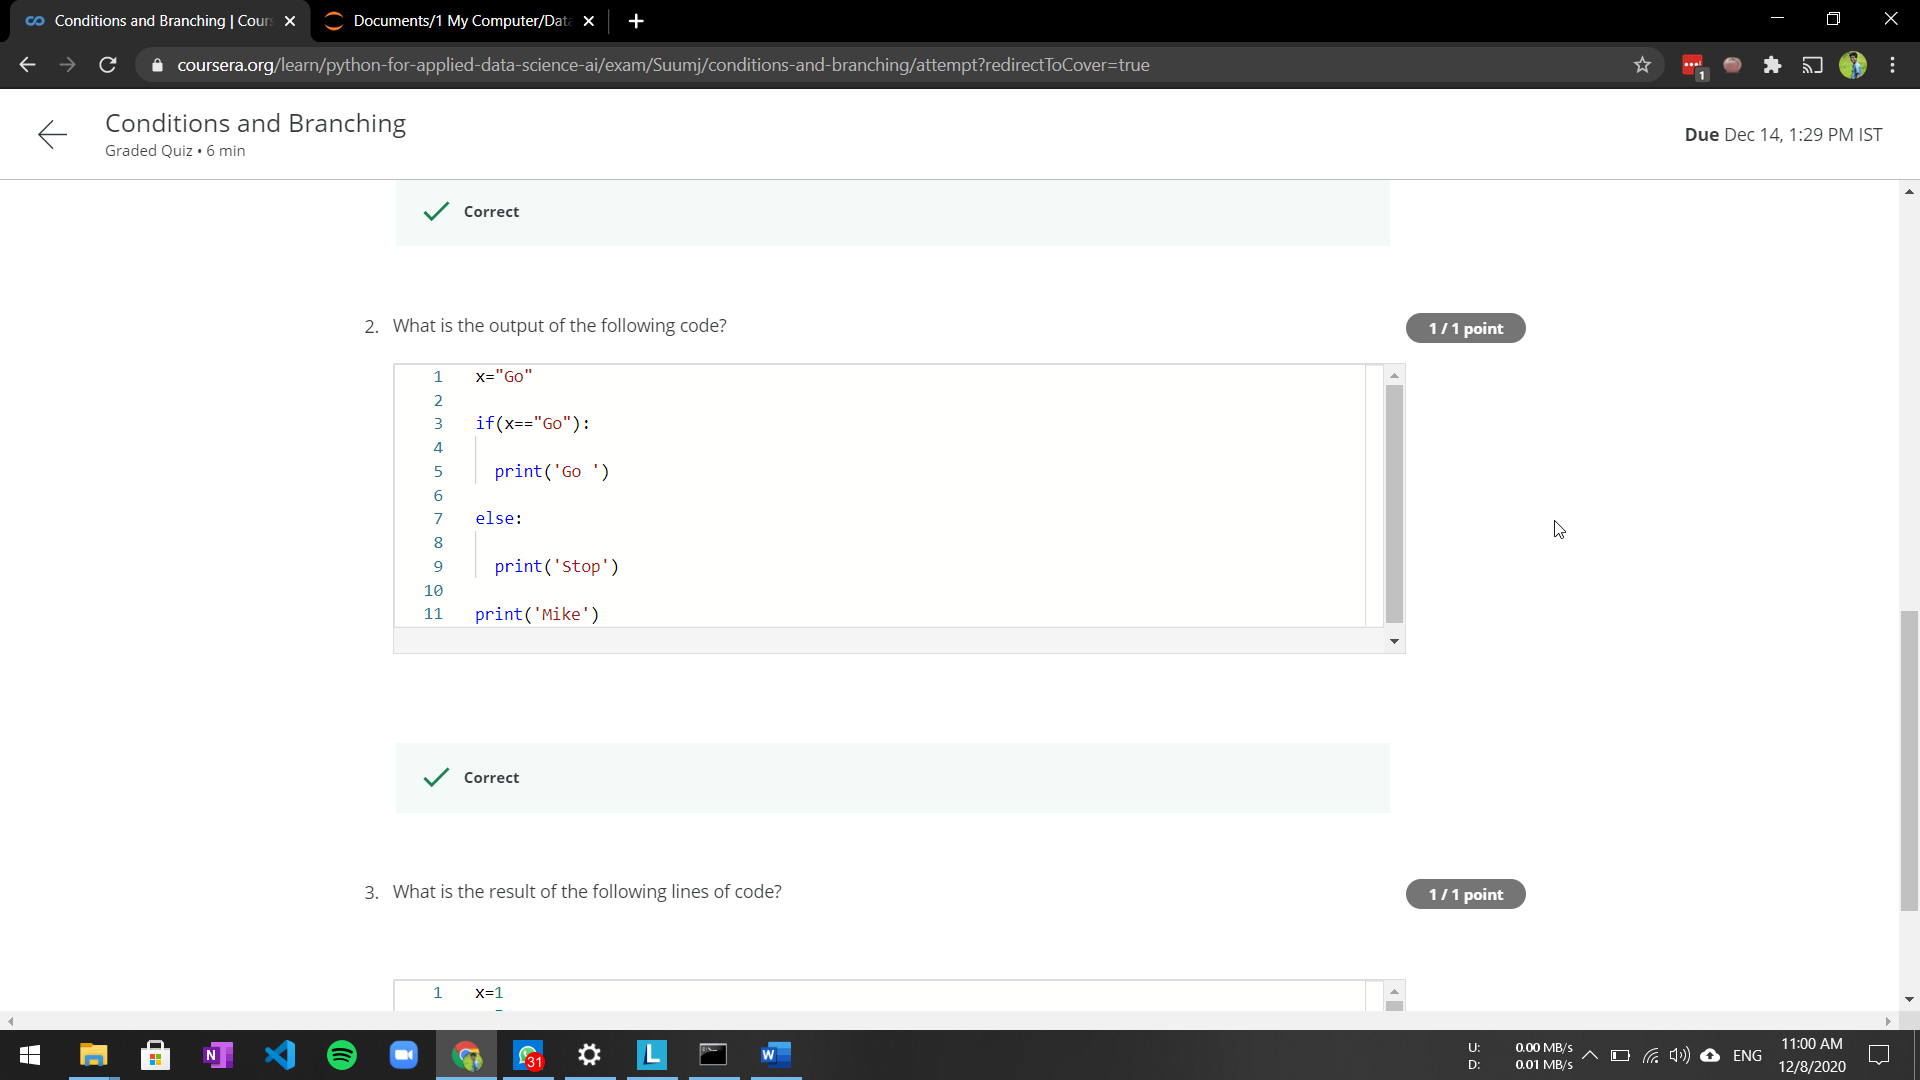 Conditions and Branching | Cour
Documents/1 My Computer/Data
coursera.org/learn/python-for-applied-data-science-ai/exam/Suumj/conditions-and-branching/attempt?redirectToCover=true
1
Conditions and Branching
Graded Quiz • 6 min
Due Dec 14, 1:29 PM IST
Correct
2. What is the output of the following code?
1 / 1 point
1 x="Go"
2
3 if(x=="Go"):
4
5 print('Go ')
6
7 else:
8
9 print('Stop')
10
11 print('Mike')
Correct
3. What is the result of the following lines of code?
1 / 1 point
1 x=1
N
31
L
W
U: 0.00 MB/s
D: 0.01 MB/s
ENG
11:00 AM
12/8/2020